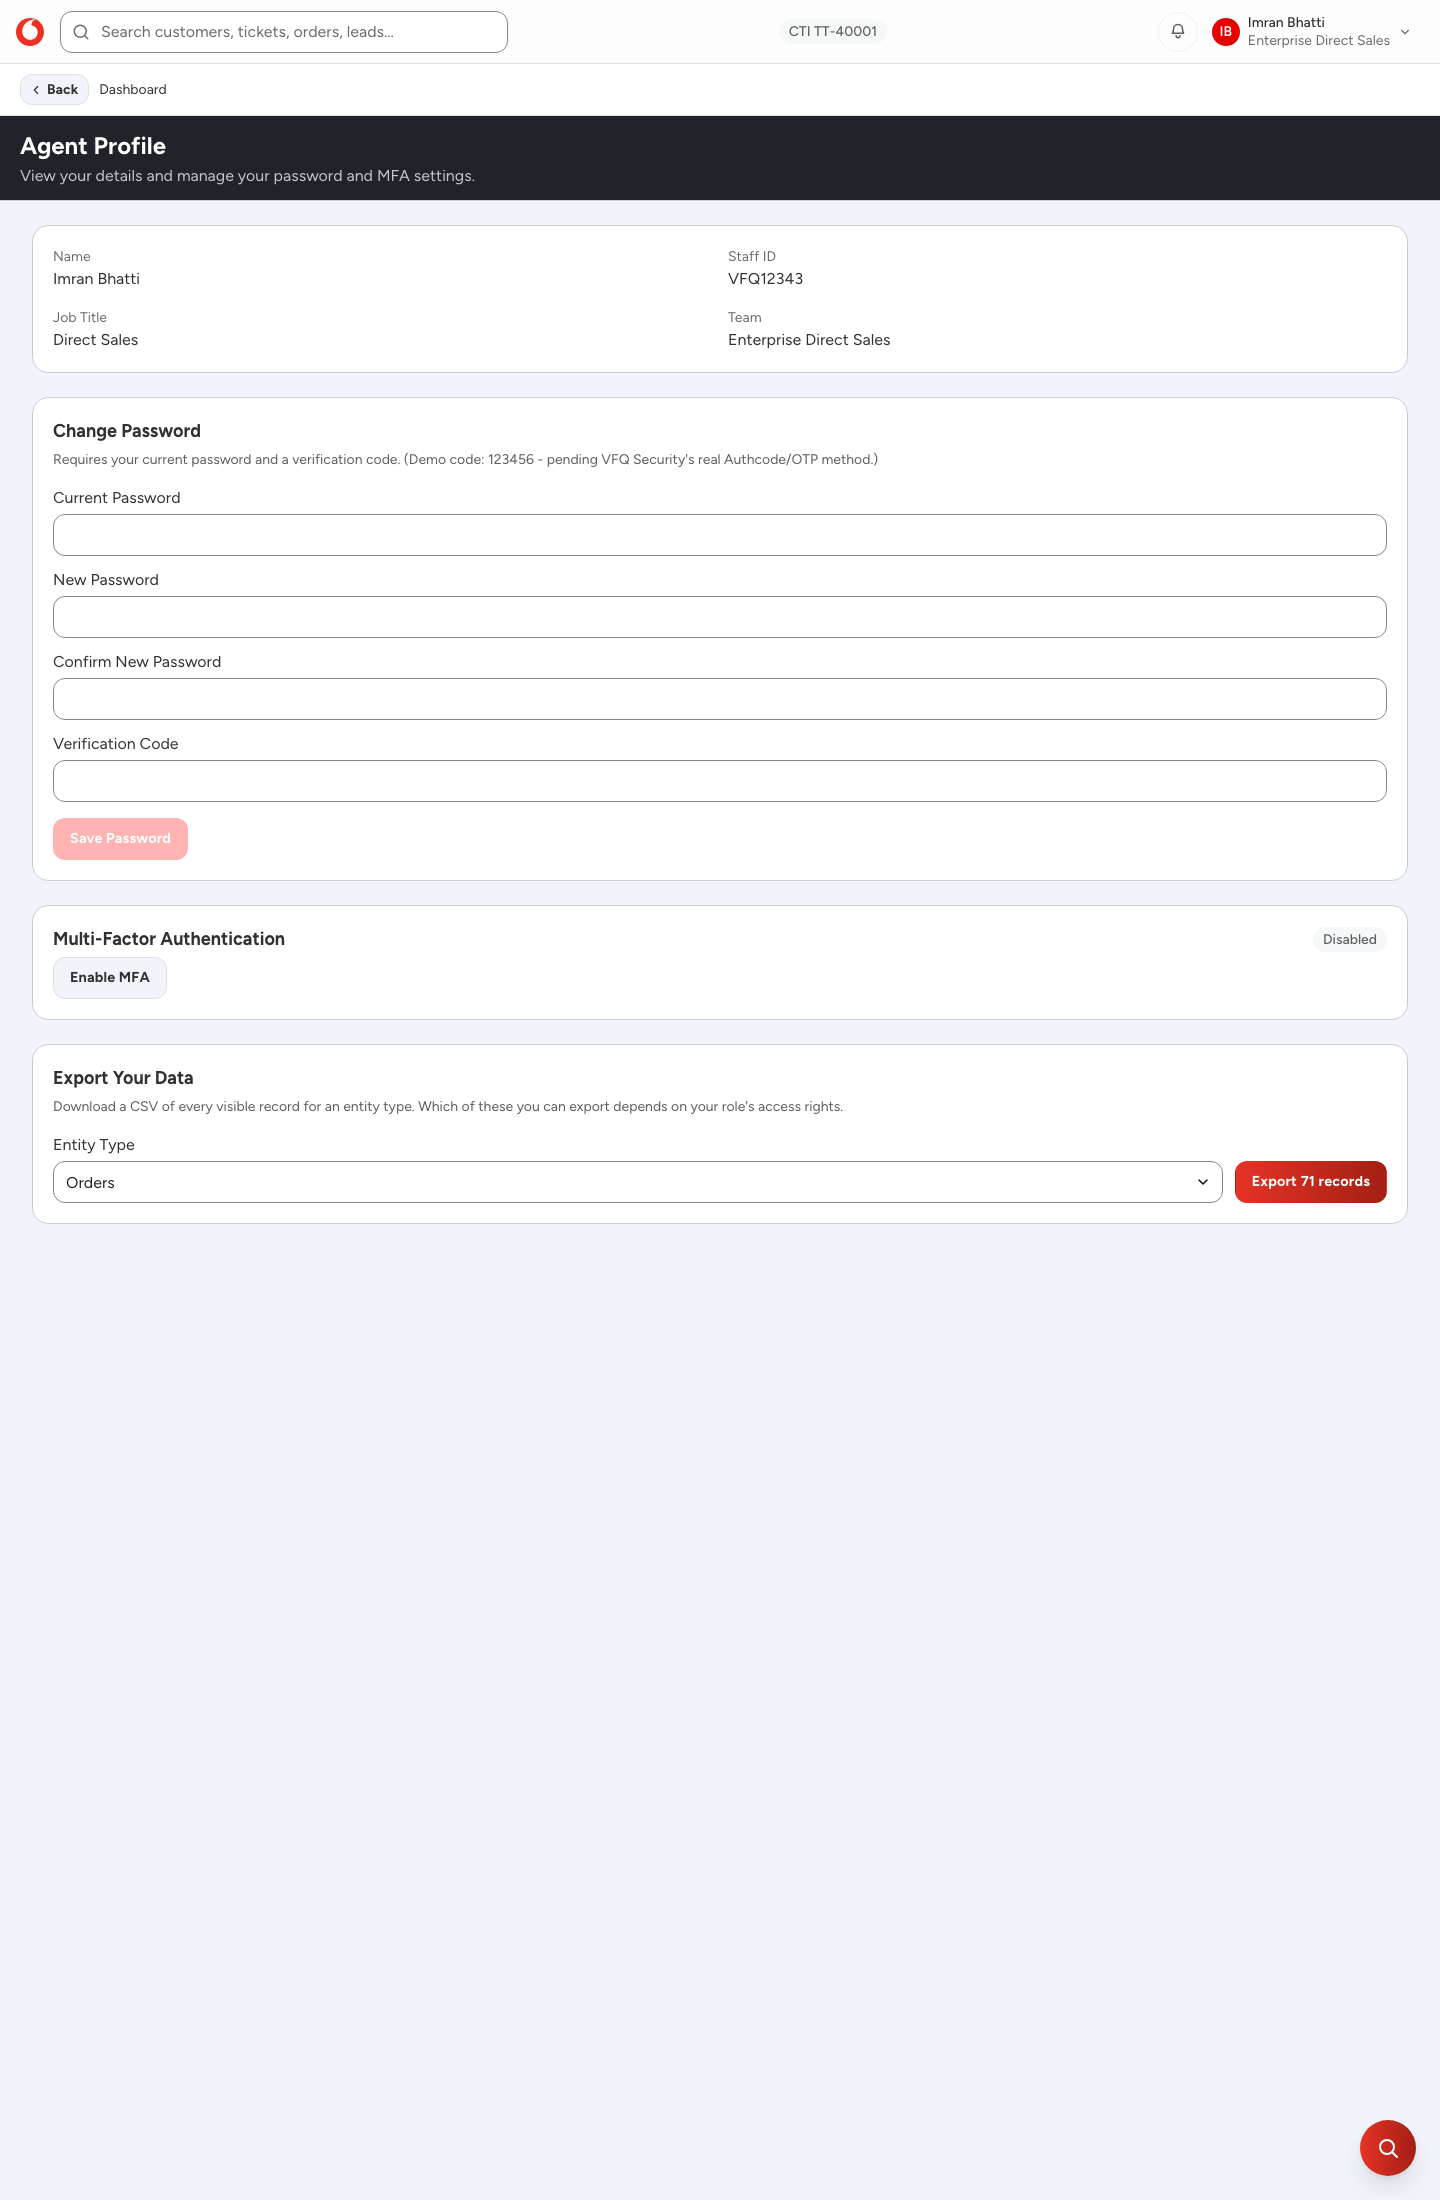 Search customers, tickets, orders, leads...
CTI TT-40001
IB
Imran Bhatti
Enterprise Direct Sales
Back
Dashboard
Agent Profile
View your details and manage your password and MFA settings.
Name
Imran Bhatti
Staff ID
VFQ12343
Job Title
Direct Sales
Team
Enterprise Direct Sales
Change Password
Requires your current password and a verification code. (Demo code: 123456 - pending VFQ Security's real Authcode/OTP method.)
Current Password
New Password
Confirm New Password
Verification Code
Save Password
Multi-Factor Authentication
Disabled
Enable MFA
Export Your Data
Download a CSV of every visible record for an entity type. Which of these you can export depends on your role's access rights.
Entity Type
Orders
Export 71 records